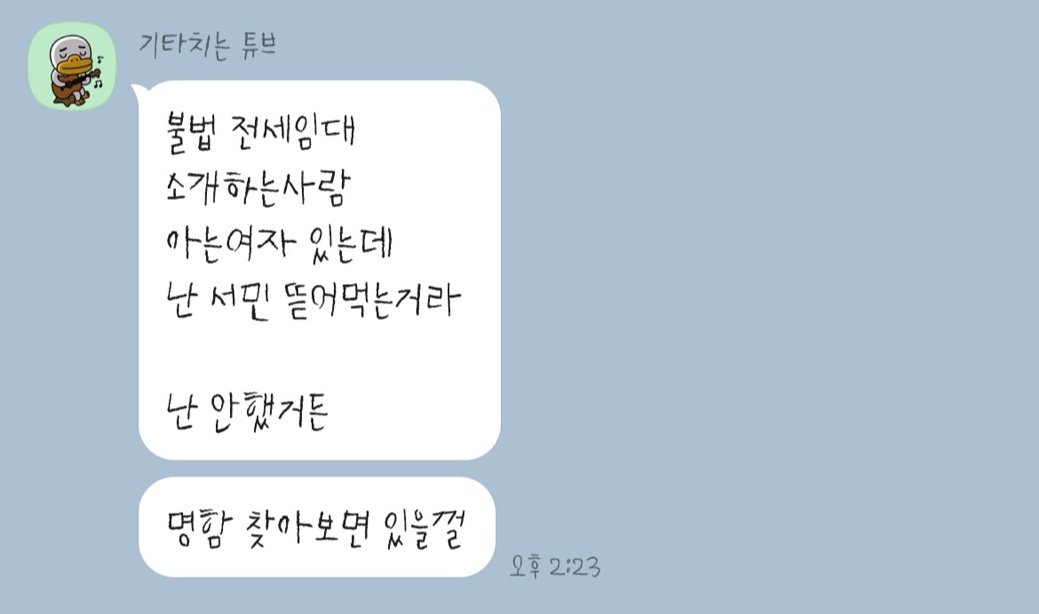 기타치는 튜브
불법 전세임대
소개하는사람
아는여자 있는데
난 서민 뜯어먹는거라
난 안했거든
명함 찾아보면 있을껄
오후 2:23